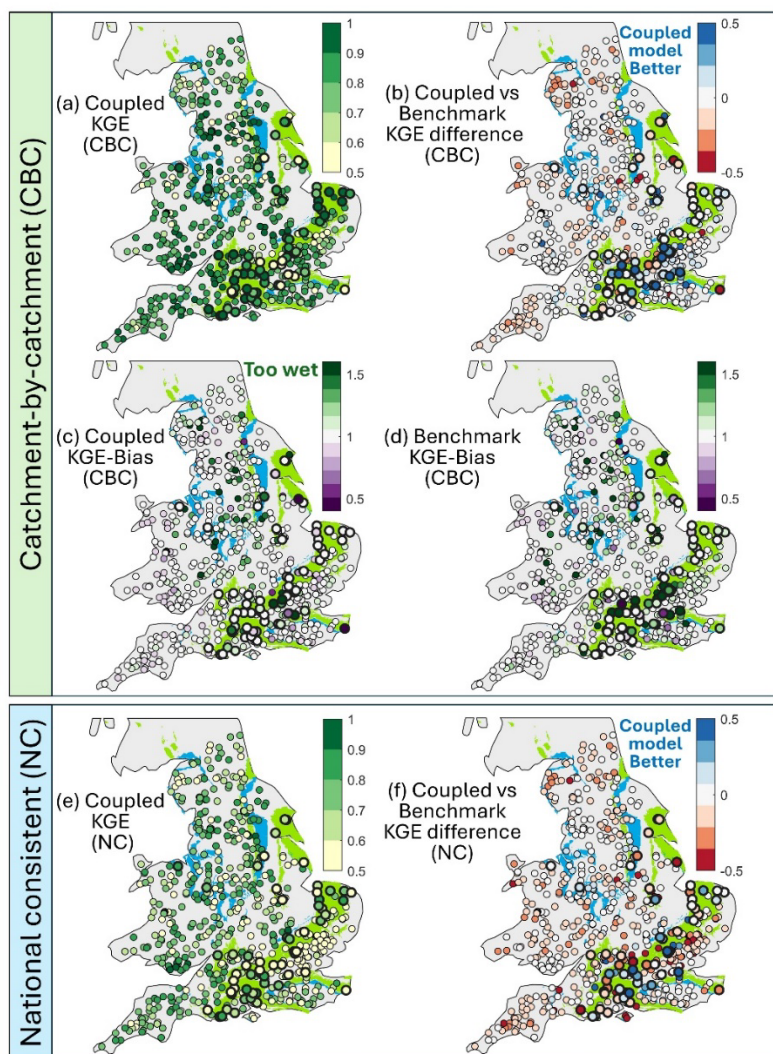 Catchment-by-catchment (CBC)
(a) Coupled
KGE
(CBC)
1
0.9
0.8
0.7
0.6
0.5
(b) Coupled vs
Benchmark
KGE difference
(CBC)
Coupled
model
Better
0.5
0
-0.5
Too wet
(c) Coupled
KGE-Bias
(CBC)
1.5
1
0.5
(d) Benchmark
KGE-Bias
(CBC)
1.5
1
0.5
National consistent (NC)
(e) Coupled
KGE
(NC)
1
0.9
0.8
0.7
0.6
0.5
(f) Coupled vs
Benchmark
KGE difference
(NC)
Coupled
model
Better
0.5
0
-0.5